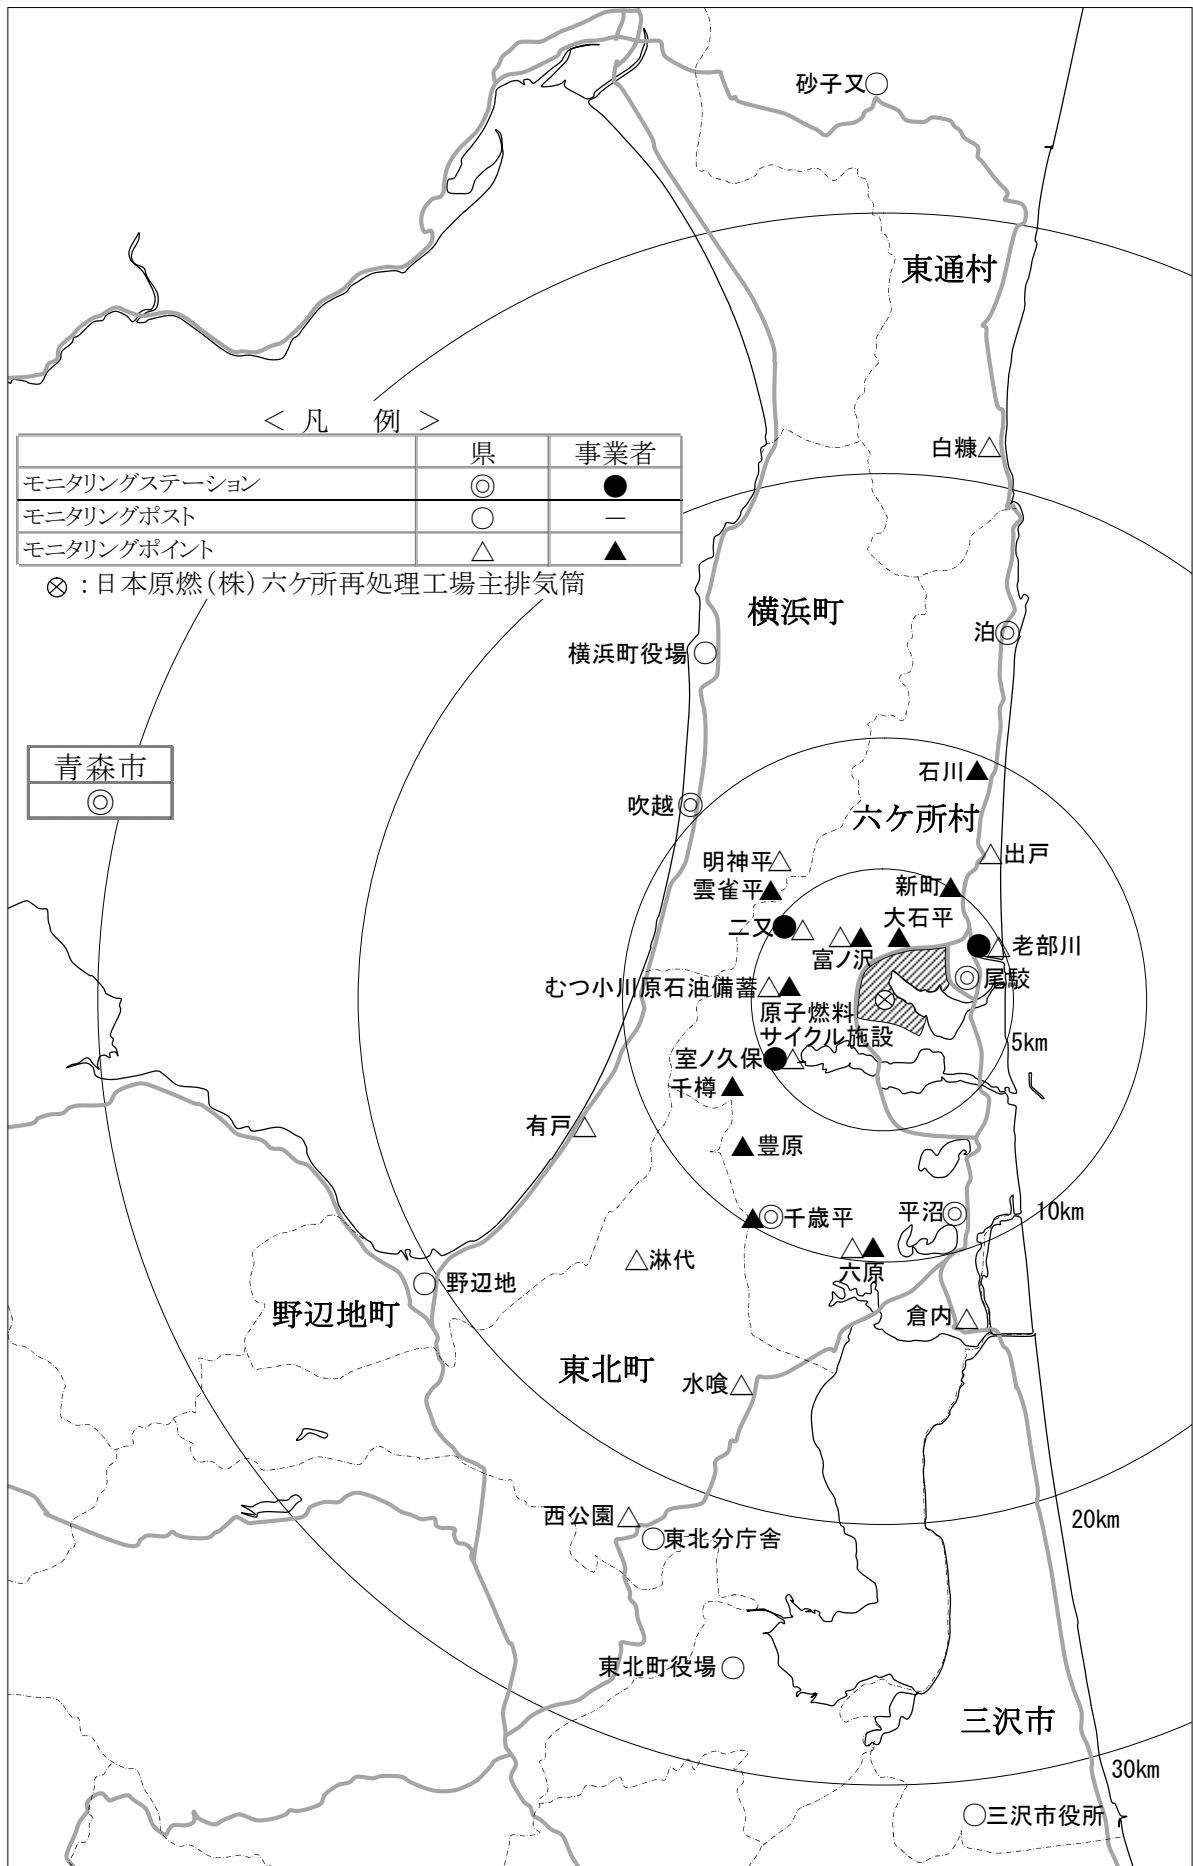 砂子又○
東通村
＜ 凡　例 ＞
県 事業者
白糠△
モニタリングステーション ◎ ●
モニタリングポスト ○ －
モニタリングポイント △ ▲
⊗ : 日本原燃(株)六ケ所再処理工場主排気筒
横浜町
泊◎
横浜町役場○
青森市
◎
石川▲
吹越◎
六ケ所村
明神平△
△出戸
雲雀平▲
新町▲
大石平
二又●△
富ノ沢
老部川
尾駮
むつ小川原石油備蓄△▲
原子燃料
サイクル施設
5km
室ノ久保●△
千樽▲
有戸△
▲豊原
▲◎千歳平
平沼◎
10km
△淋代
六原
○野辺地
野辺地町
倉内△
東北町
水喰△
西公園△
20km
○東北分庁舎
東北町役場○
三沢市
30km
○三沢市役所